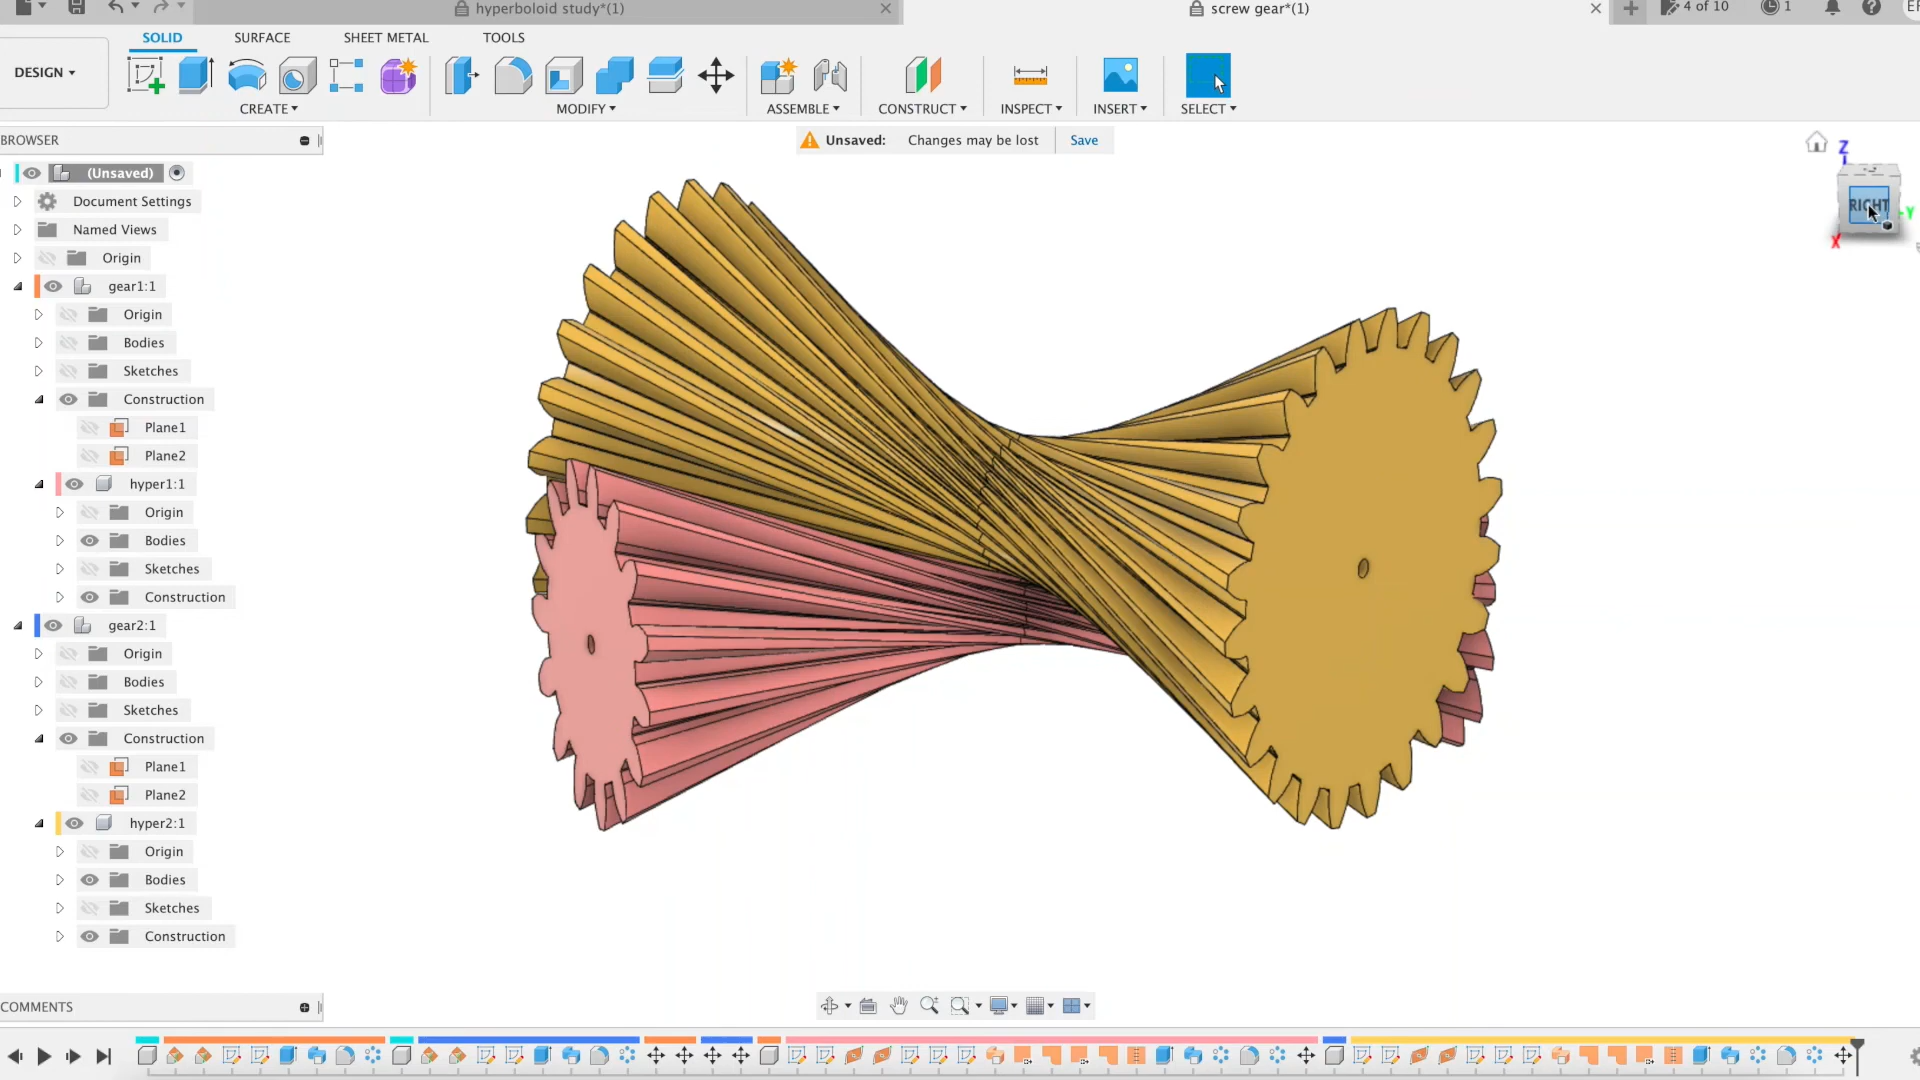 hyperboloid study*(1)
screw gear*(1)
4 of 10
1
SOLID
SURFACE
SHEET METAL
TOOLS
DESIGN
CREATE
MODIFY
ASSEMBLE
CONSTRUCT
INSPECT
INSERT
SELECT
BROWSER
Unsaved: Changes may be lost Save
(Unsaved)
Document Settings
Named Views
Origin
gear1:1
Origin
Bodies
Sketches
Construction
Plane1
Plane2
hyper1:1
Origin
Bodies
Sketches
Construction
gear2:1
Origin
Bodies
Sketches
Construction
Plane1
Plane2
hyper2:1
Origin
Bodies
Sketches
Construction
Z
RIGHT
Y
X
COMMENTS